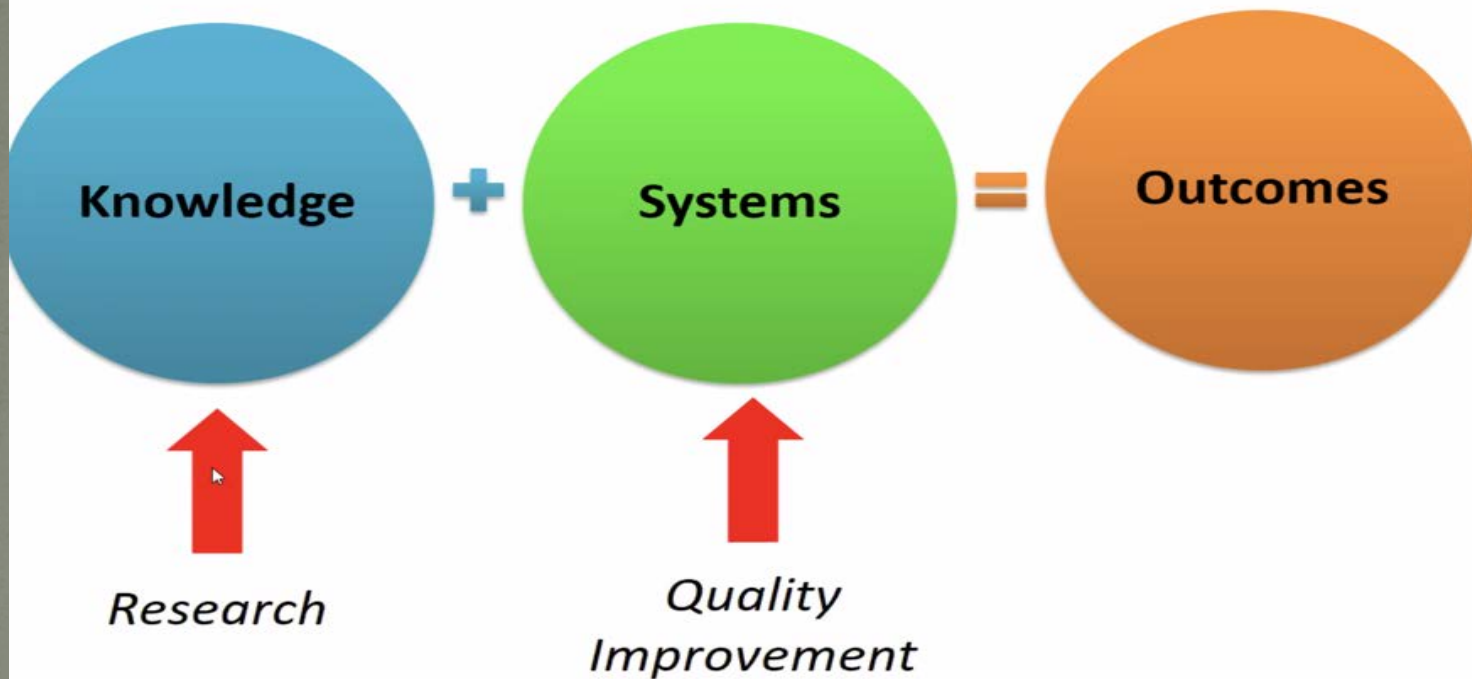 Knowledge + Systems = Outcomes
Research
Quality
Improvement